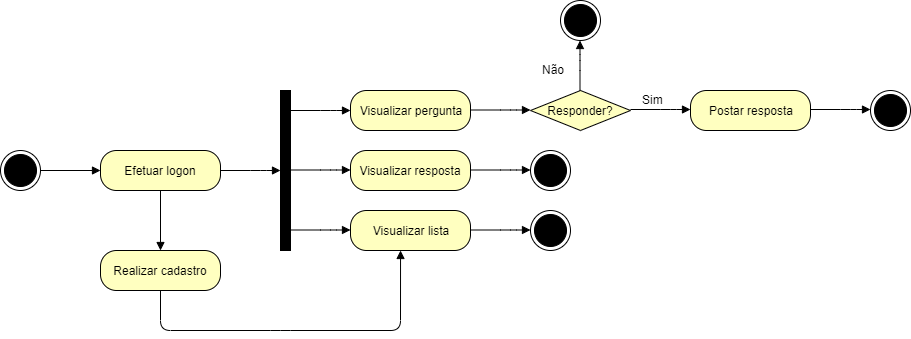 Não
Sim
Visualizar pergunta
Responder?
Postar resposta
Efetuar logon
Visualizar resposta
Visualizar lista
Realizar cadastro